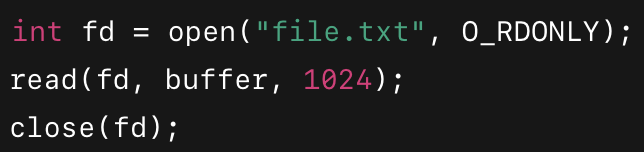 int fd = open("file.txt", O_RDONLY);
read(fd, buffer, 1024);
close(fd);